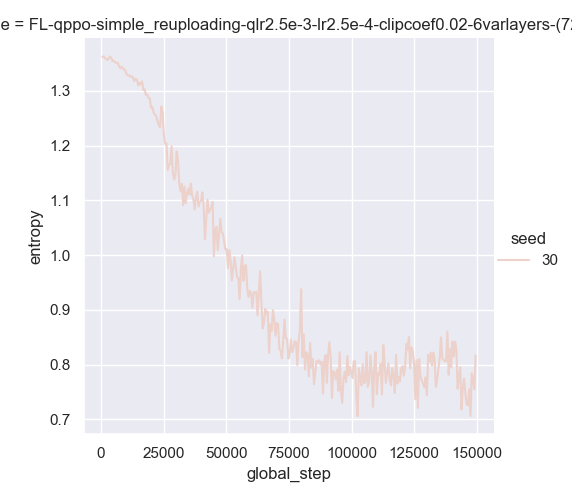 e = FL-qppo-simple_reuploading-qlr2.5e-3-lr2.5e-4-clipcoef0.02-6varlayers-(72
1.3
1.2
1.1
1.0
0.9
0.8
0.7
entropy
0 25000 50000 75000 100000 125000 150000
global_step
seed
30